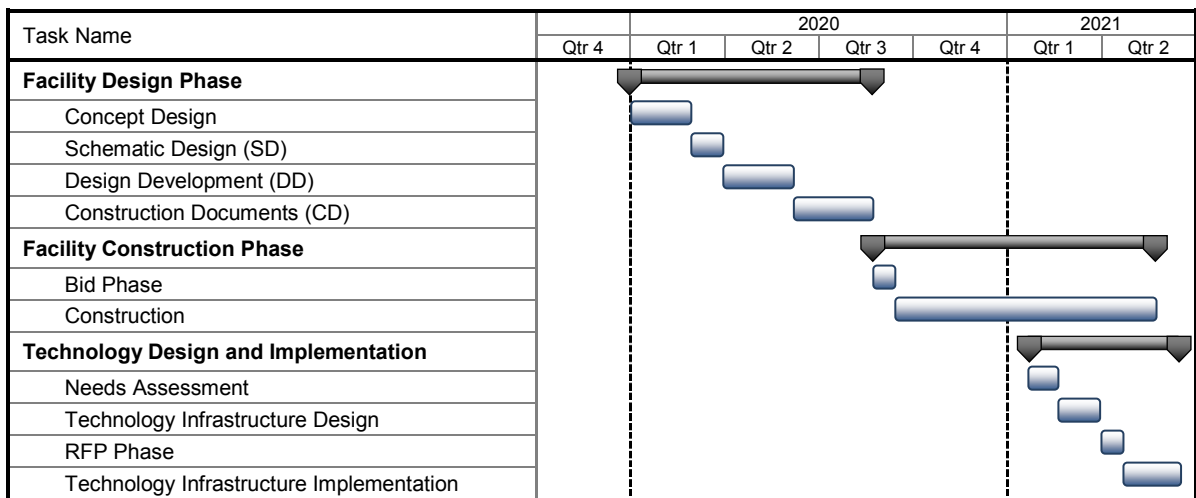 Task Name
2020
2021
Qtr 4
Qtr 1
Qtr 2
Qtr 3
Qtr 4
Qtr 1
Qtr 2
Facility Design Phase
Concept Design
Schematic Design (SD)
Design Development (DD)
Construction Documents (CD)
Facility Construction Phase
Bid Phase
Construction
Technology Design and Implementation
Needs Assessment
Technology Infrastructure Design
RFP Phase
Technology Infrastructure Implementation